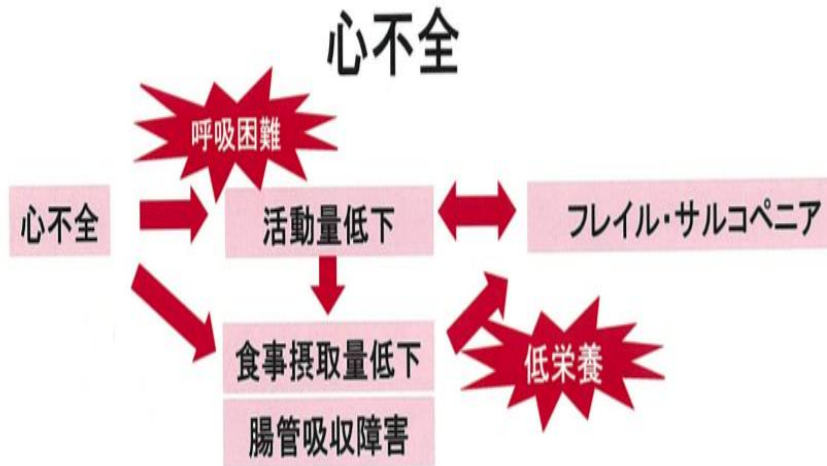 心不全
呼吸困難
心不全
活動量低下
フレイル・サルコペニア
食事摂取量低下
低栄養
腸管吸収障害